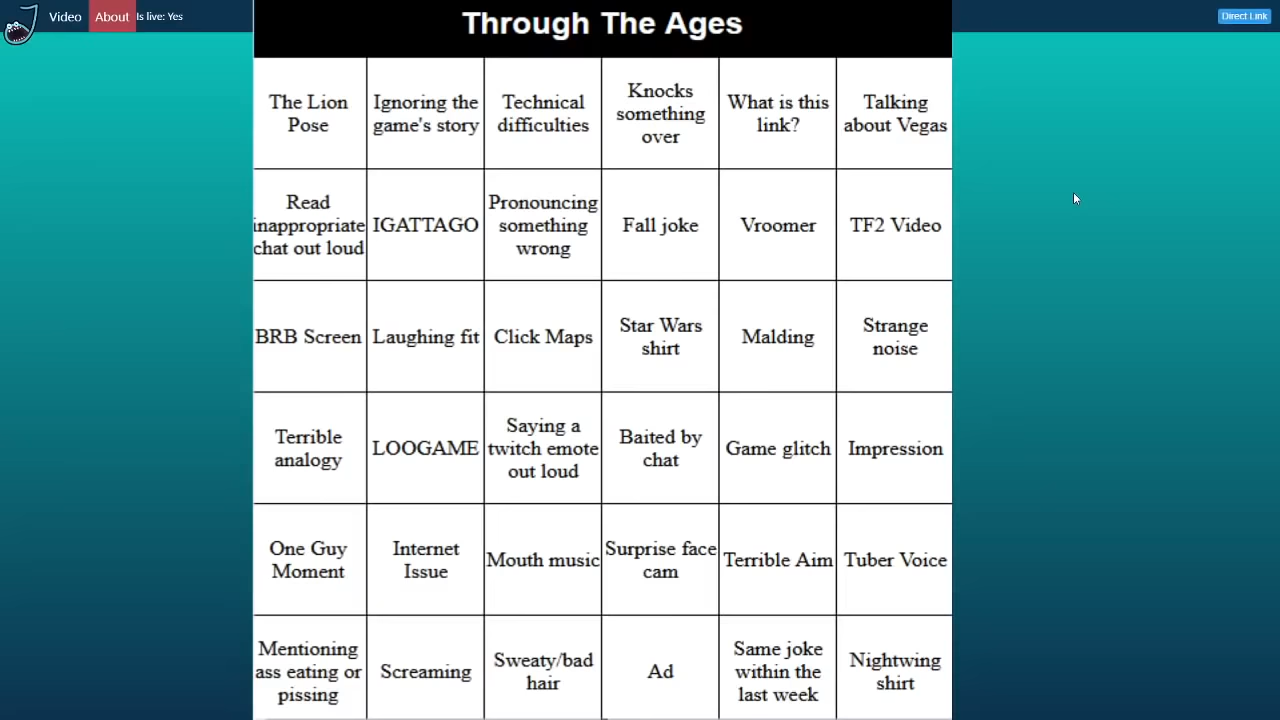 Video About Is live: Yes Direct Link
Through The Ages
The Lion
Pose
Ignoring the
game's story
Technical
difficulties
Knocks
something
over
What is this
link?
Talking
about Vegas
Read
inappropriate
chat out loud
IGATTAGO
Pronouncing
something
wrong
Fall joke
Vroomer
TF2 Video
BRB Screen
Laughing fit
Click Maps
Star Wars
shirt
Malding
Strange
noise
Terrible
analogy
LOOGAME
Saying a
twitch emote
out loud
Baited by
chat
Game glitch
Impression
One Guy
Moment
Internet
Issue
Mouth music
Surprise face
cam
Terrible Aim
Tuber Voice
Mentioning
ass eating or
pissing
Screaming
Sweaty/bad
hair
Ad
Same joke
within the
last week
Nightwing
shirt